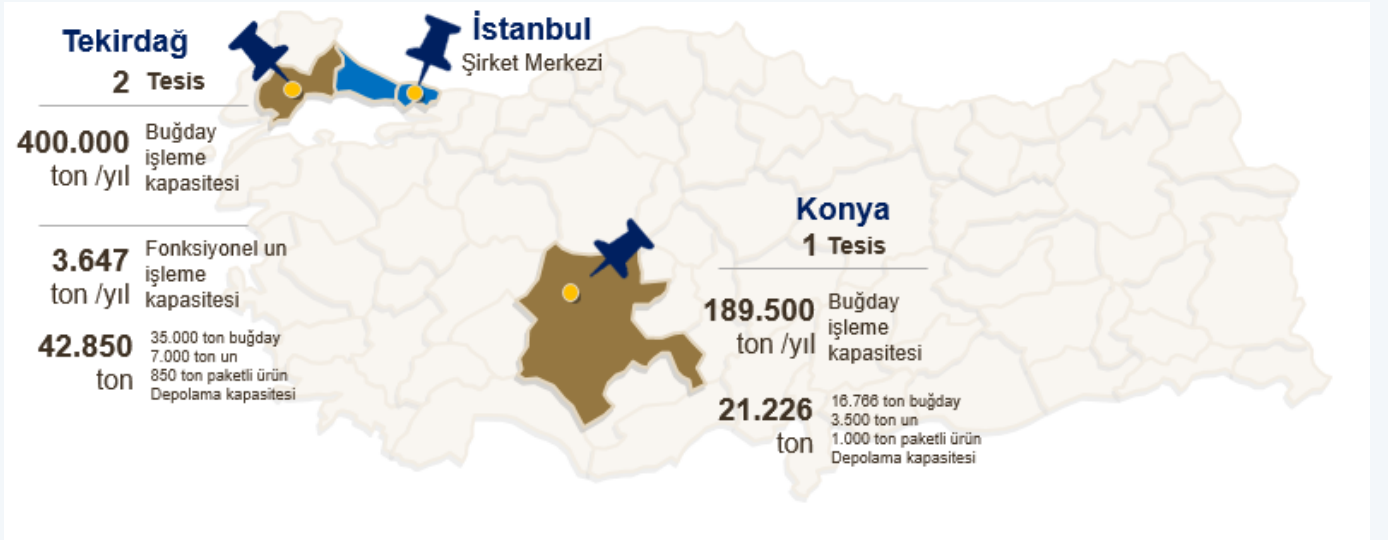 Tekirdağ
2 Tesis
400.000
ton /yıl
Buğday
işleme
kapasitesi
3.647
ton /yıl
Fonksiyonel un
işleme
kapasitesi
42.850
ton
35.000 ton buğday
7.000 ton un
850 ton paketli ürün
Depolama kapasitesi
İstanbul
Şirket Merkezi
Konya
1 Tesis
189.500
ton /yıl
Buğday
işleme
kapasitesi
21.226
ton
16.766 ton buğday
3.500 ton un
1.000 ton paketli ürün
Depolama kapasitesi